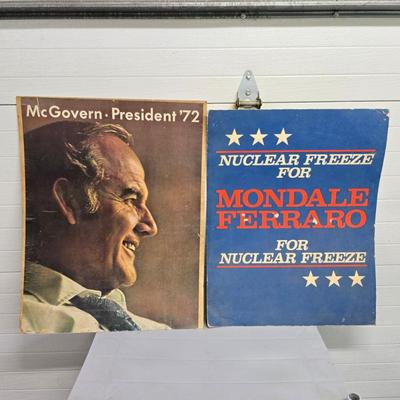 McGovern · President '72
NUCLEAR FREEZE
FOR
MONDALE
FERRARO
FOR
NUCLEAR FREEZE